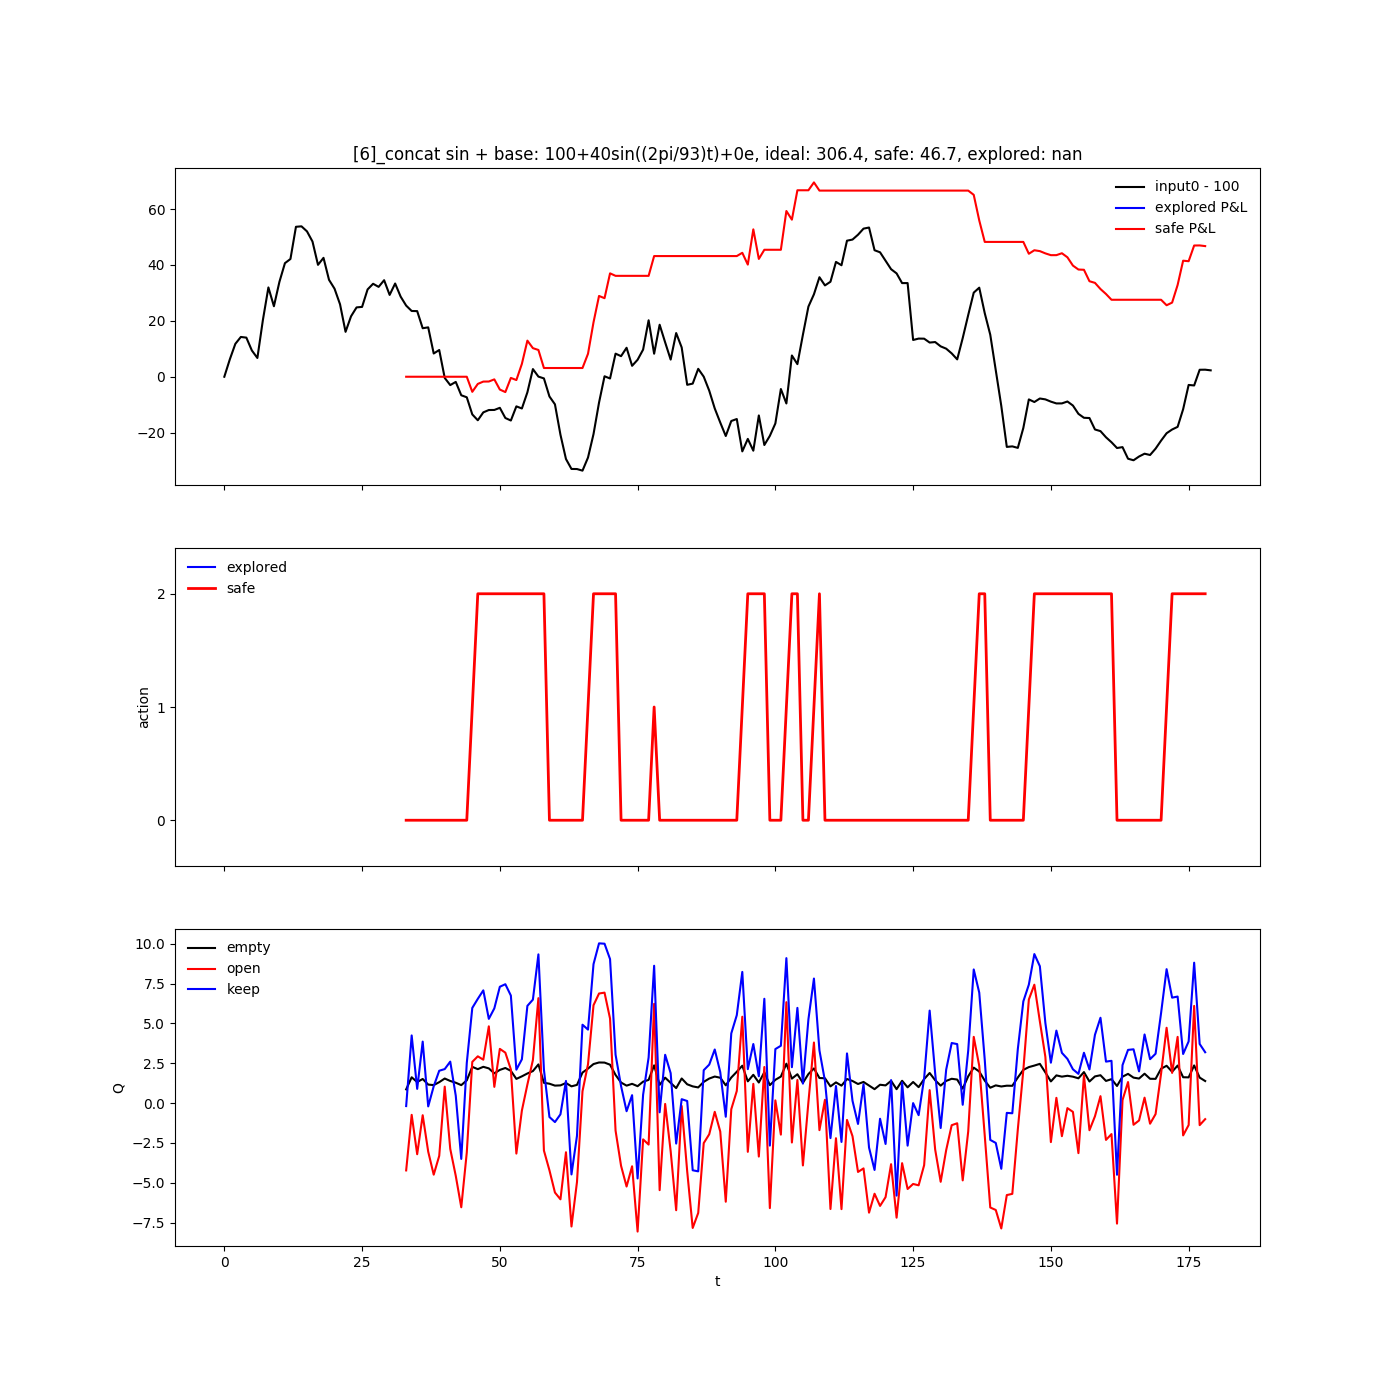 [6]_concat sin + base: 100+40sin((2pi/93)t)+0e, ideal: 306.4, safe: 46.7, explored: nan
input0 - 100
explored P&L
safe P&L
60
40
20
0
−20
explored
safe
2
1
0
action
empty
open
keep
10.0
7.5
5.0
2.5
0.0
−2.5
−5.0
−7.5
Q
0 25 50 75 100 125 150 175
t